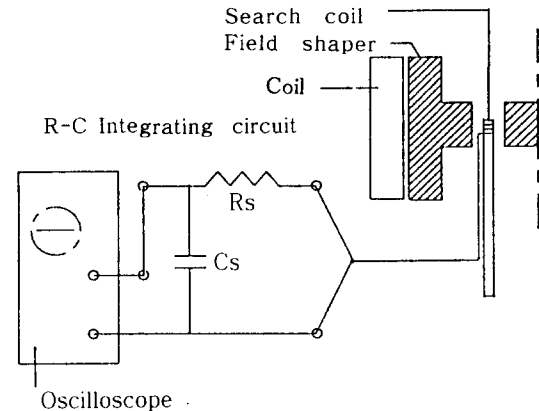 Search coil
Field shaper
Coil
R-C Integrating circuit
Rs
Cs
Oscilloscope